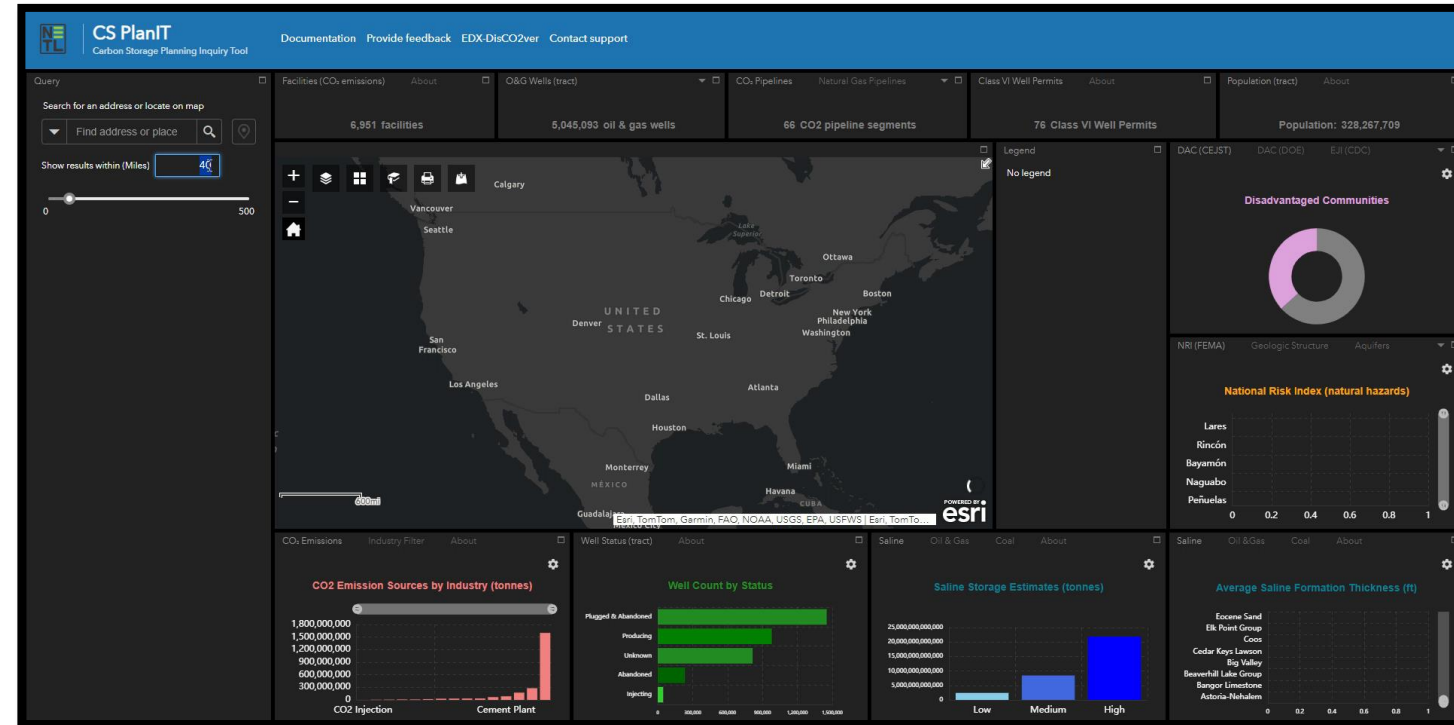 NE
TL
CS PlanIT
Carbon Storage Planning Inquiry Tool
Documentation Provide feedback EDX-DisCO2ver Contact support
Query
Search for an address or locate on map
Find address or place
Show results within (Miles)
40
0
500
Facilities (CO₂ emissions) About
6,951 facilities
O&G Wells (tract)
5,045,093 oil & gas wells
CO₂ Pipelines Natural Gas Pipelines
66 CO2 pipeline segments
Class VI Well Permits About
76 Class VI Well Permits
Population (tract) About
Population: 328,267,709
Calgary
Vancouver
Seattle
Lake
Superior
Ottawa
Toronto
Detroit
Boston
Chicago
New York
Philadelphia
Washington
UNITED
STATES
Denver
St. Louis
San
Francisco
Los Angeles
Atlanta
Dallas
Houston
Monterrey
MÉXICO
Miami
Havana
CUBA
Guadalajara
Mexico City
600mi
Esri, TomTom, Garmin, FAO, NOAA, USGS, EPA, USFWS | Esri, TomTo...
POWERED BY
esri
Legend
No legend
DAC (CEJST) DAC (DOE) EJI (CDC)
Disadvantaged Communities
NRI (FEMA) Geologic Structure Aquifers
National Risk Index (natural hazards)
Lares
Rincón
Bayamón
Naguabo
Peñuelas
0 0.2 0.4 0.6 0.8 1
CO₂ Emissions Industry Filter About
CO2 Emission Sources by Industry (tonnes)
1,800,000,000
1,500,000,000
1,200,000,000
900,000,000
600,000,000
300,000,000
0
CO2 Injection Cement Plant
Well Status (tract) About
Well Count by Status
Plugged & Abandoned
Producing
Unknown
Abandoned
Injecting
0 300,000 600,000 900,000 1,200,000 1,500,000
Saline Oil & Gas Coal About
Saline Storage Estimates (tonnes)
25,000,000,000,000
20,000,000,000,000
15,000,000,000,000
10,000,000,000,000
5,000,000,000,000
0
Low Medium High
Saline Oil &Gas Coal About
Average Saline Formation Thickness (ft)
Eocene Sand
Elk Point Group
Coos
Cedar Keys Lawson
Big Valley
Beaverhill Lake Group
Bangor Limestone
Astoria-Nehalem
0 0.2 0.4 0.6 0.8 1